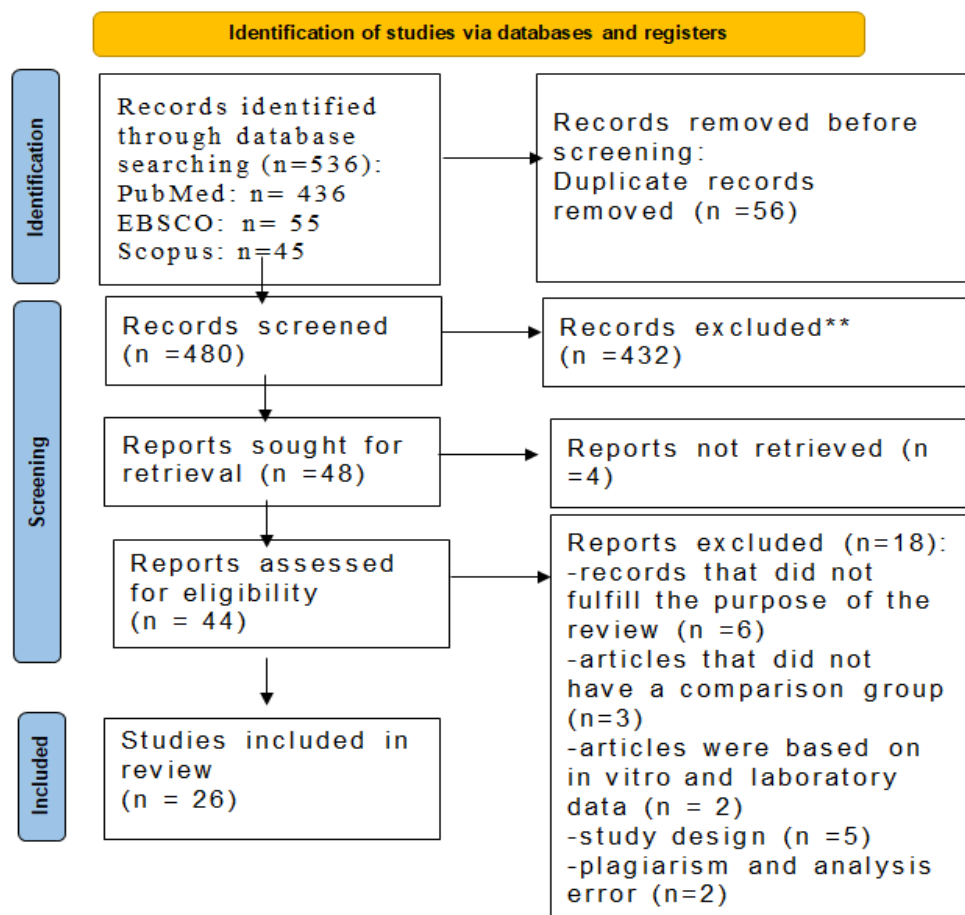 Identification of studies via databases and registers
Identification
Records identified
through database
searching (n=536):
PubMed: n= 436
EBSCO: n= 55
Scopus: n=45
Records removed before
screening:
Duplicate records
removed (n =56)
Screening
Records screened
(n =480)
Records excluded**
(n =432)
Reports sought for
retrieval (n =48)
Reports not retrieved (n
=4)
Reports assessed
for eligibility
(n = 44)
Reports excluded (n=18):
-records that did not
fulfill the purpose of the
review (n =6)
-articles that did not
have a comparison group
(n=3)
-articles were based on
in vitro and laboratory
data (n = 2)
-study design (n =5)
-plagiarism and analysis
error (n=2)
Included
Studies included in
review
(n = 26)